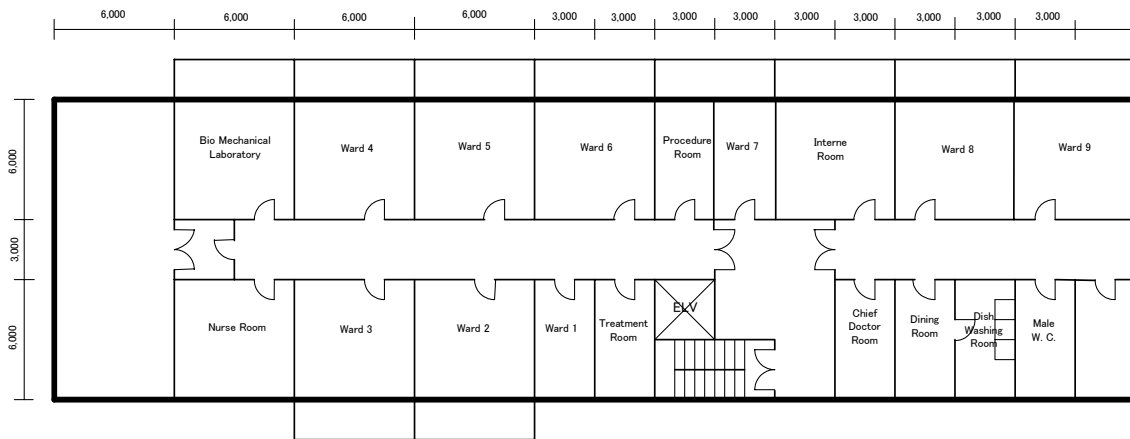 6,000 6,000 6,000 6,000 3,000 3,000 3,000 3,000 3,000 3,000 3,000 3,000
6,000
3,000
6,000
Bio Mechanical
Laboratory
Ward 4
Ward 5
Ward 6
Procedure
Room
Ward 7
Interne
Room
Ward 8
Ward 9
Nurse Room
Ward 3
Ward 2
Ward 1
Treatment
Room
ELV
Chief
Doctor
Room
Dining
Room
Dish
Washing
Room
Male
W. C.